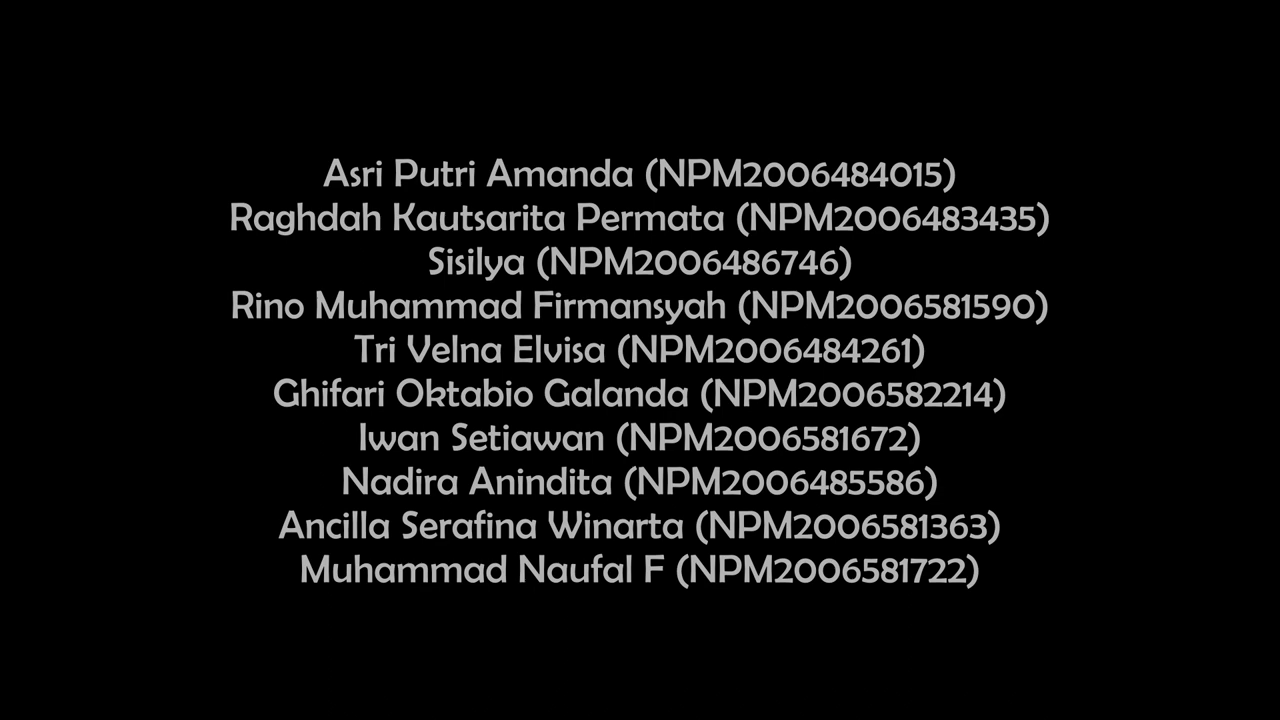 Asri Putri Amanda (NPM2006484015)
Raghdah Kautsarita Permata (NPM2006483435)
Sisilya (NPM2006486746)
Rino Muhammad Firmansyah (NPM2006581590)
Tri Velna Elvisa (NPM2006484261)
Ghifari Oktabio Galanda (NPM2006582214)
Iwan Setiawan (NPM2006581672)
Nadira Anindita (NPM2006485586)
Ancilla Serafina Winarta (NPM2006581363)
Muhammad Naufal F (NPM2006581722)